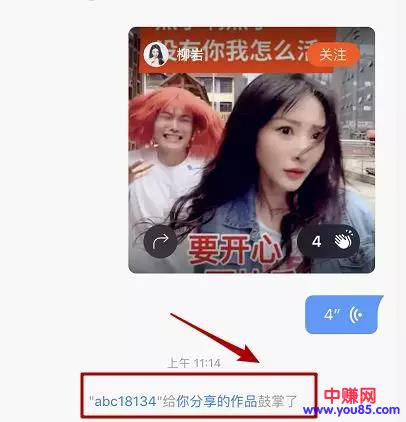 没有你我怎么活
柳岩
关注
4
要开心
4"
上午 11:14
"abc18134"给你分享的作品鼓掌了
中赚网
www.you85.com